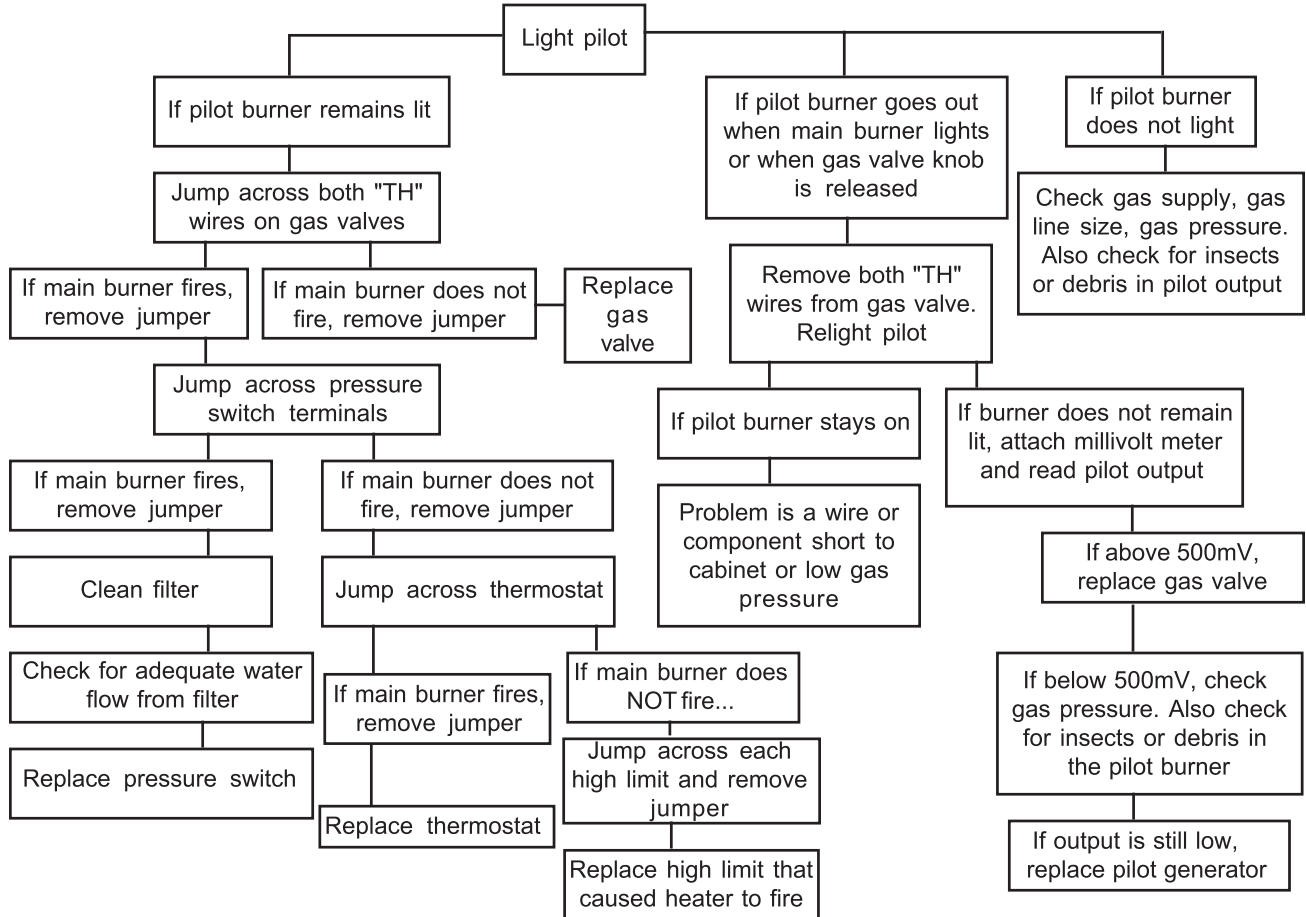 Light pilot
If pilot burner remains lit
If pilot burner goes out
when main burner lights
or when gas valve knob
is released
If pilot burner
does not light
Jump across both "TH"
wires on gas valves
Check gas supply, gas
line size, gas pressure.
Also check for insects
or debris in pilot output
If main burner fires,
remove jumper
If main burner does not
fire, remove jumper
Replace
gas
valve
Remove both "TH"
wires from gas valve.
Relight pilot
Jump across pressure
switch terminals
If pilot burner stays on
If burner does not remain
lit, attach millivolt meter
and read pilot output
If main burner fires,
remove jumper
If main burner does not
fire, remove jumper
Problem is a wire or
component short to
cabinet or low gas
pressure
If above 500mV,
replace gas valve
Clean filter
Jump across thermostat
Check for adequate water
flow from filter
If main burner fires,
remove jumper
If main burner does
NOT fire...
If below 500mV, check
gas pressure. Also check
for insects or debris in
the pilot burner
Replace pressure switch
Jump across each
high limit and remove
jumper
Replace thermostat
If output is still low,
replace pilot generator
Replace high limit that
caused heater to fire